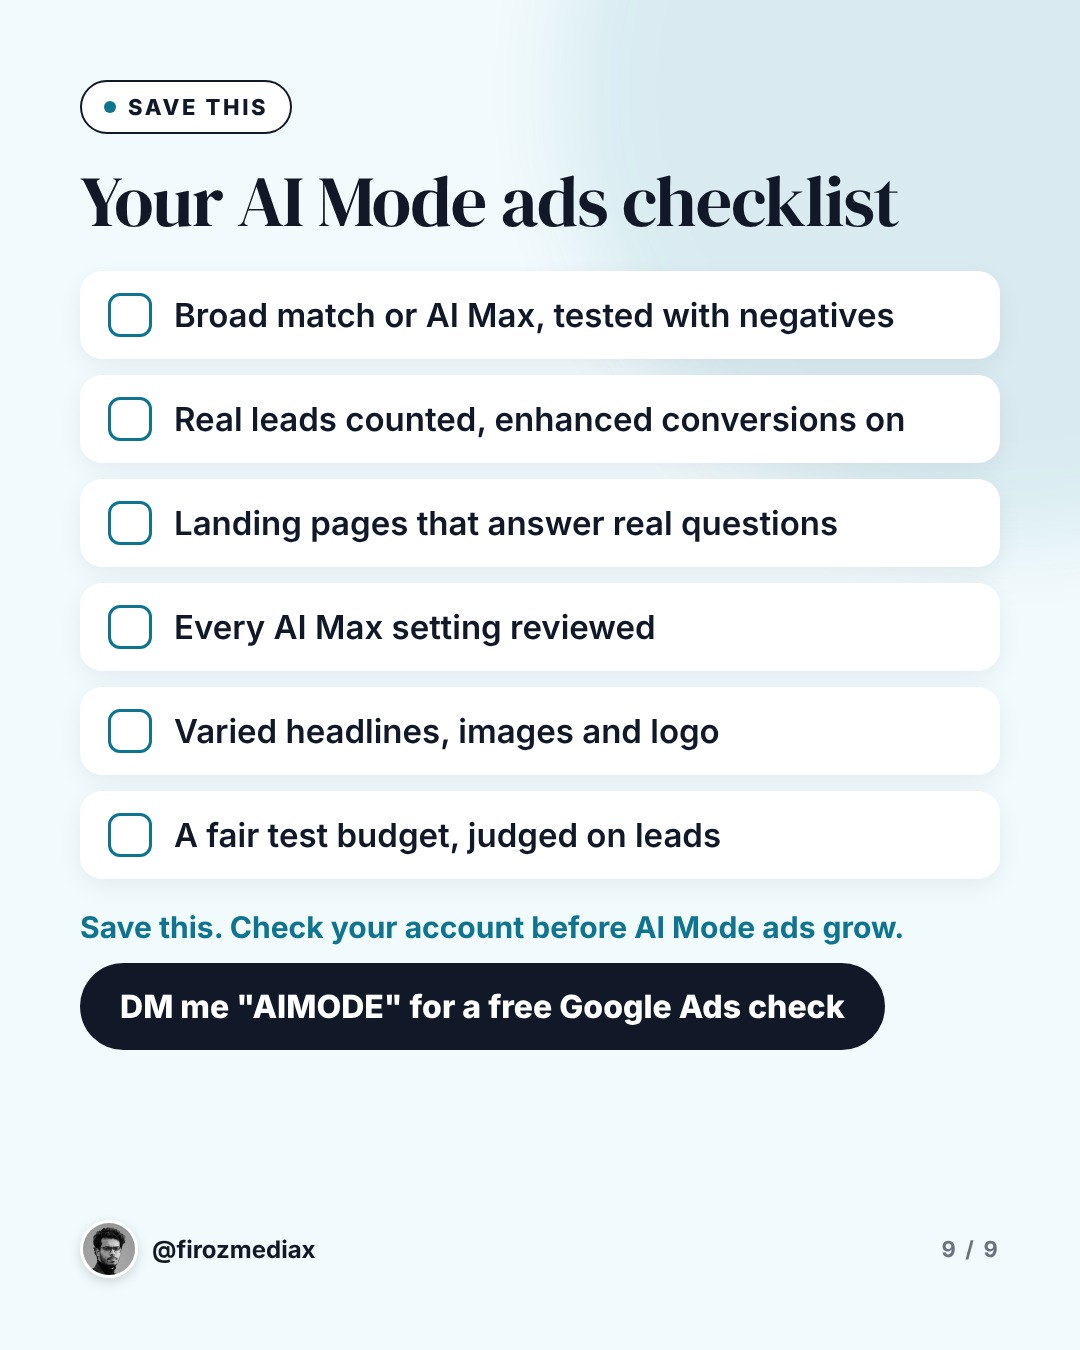 SAVE THIS
Your AI Mode ads checklist
Broad match or AI Max, tested with negatives
Real leads counted, enhanced conversions on
Landing pages that answer real questions
Every AI Max setting reviewed
Varied headlines, images and logo
A fair test budget, judged on leads
Save this. Check your account before AI Mode ads grow.
DM me "AIMODE" for a free Google Ads check
@firozmediax
9 / 9